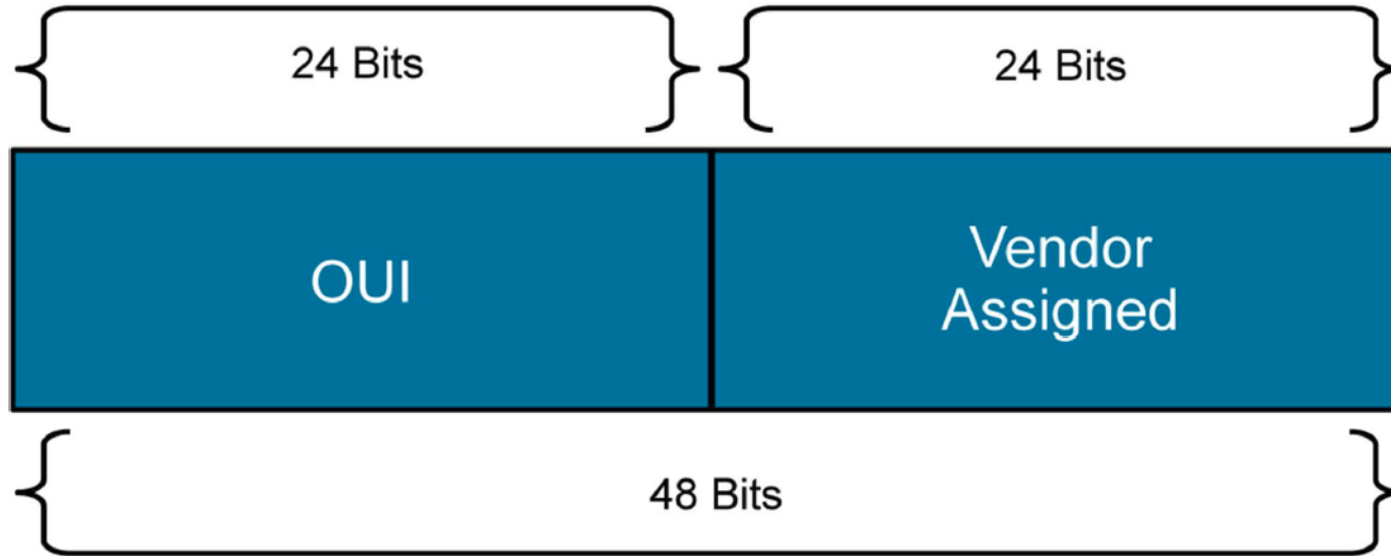 24 Bits
24 Bits
OUI
Vendor
Assigned
48 Bits